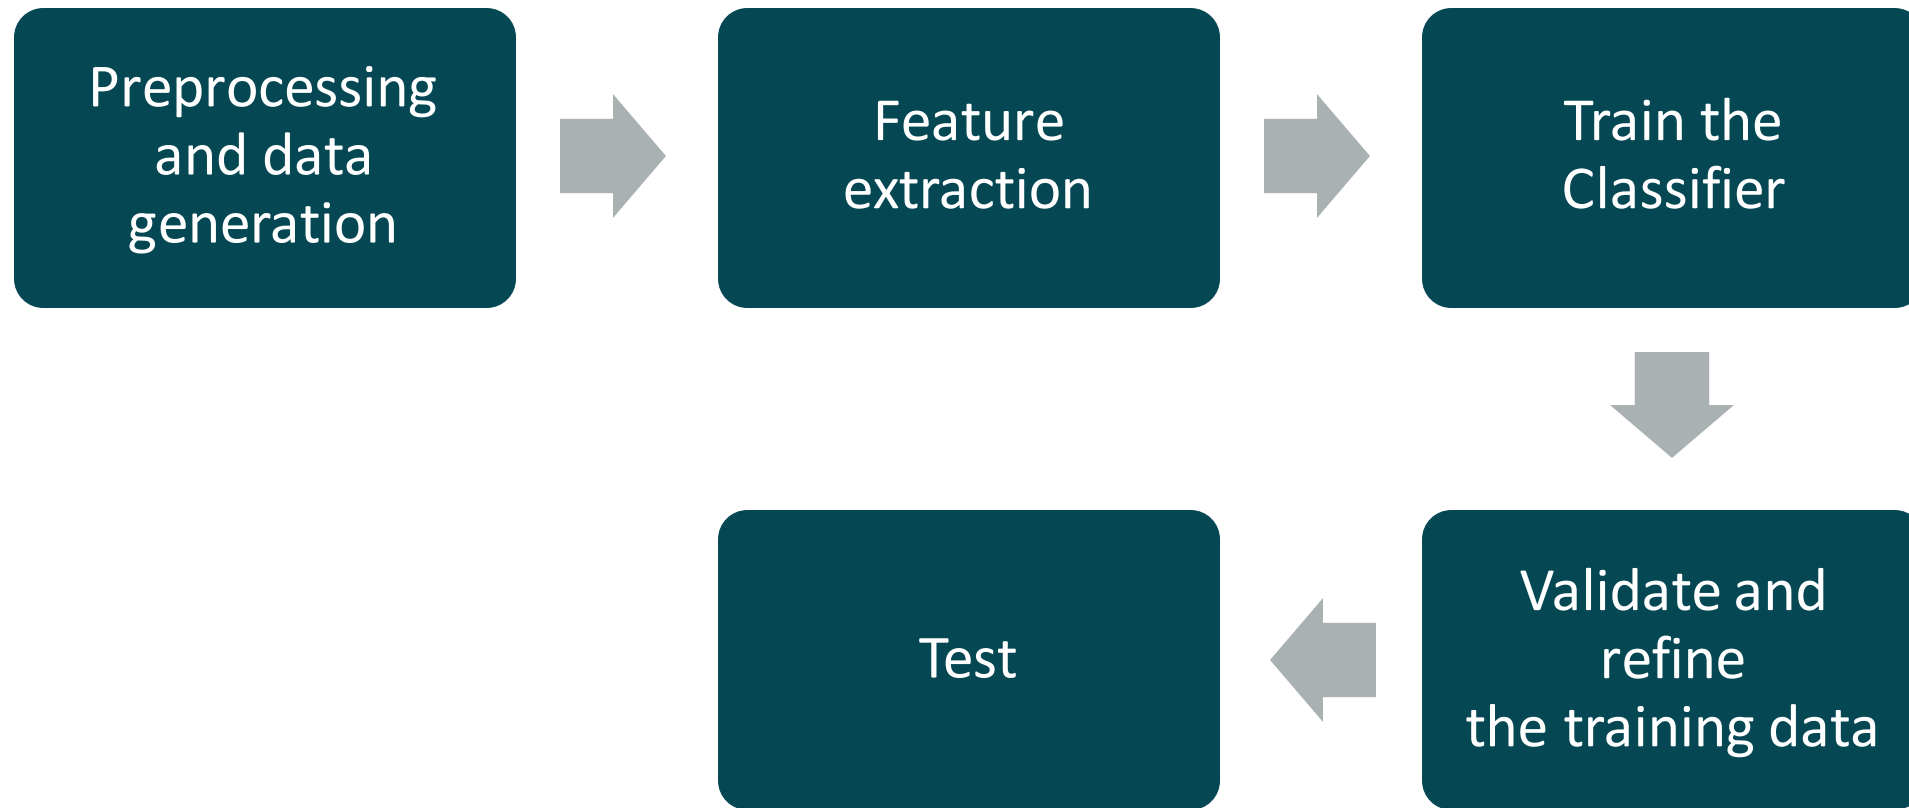 Preprocessing
and data
generation
Feature
extraction
Train the
Classifier
Validate and
refine
the training data
Test